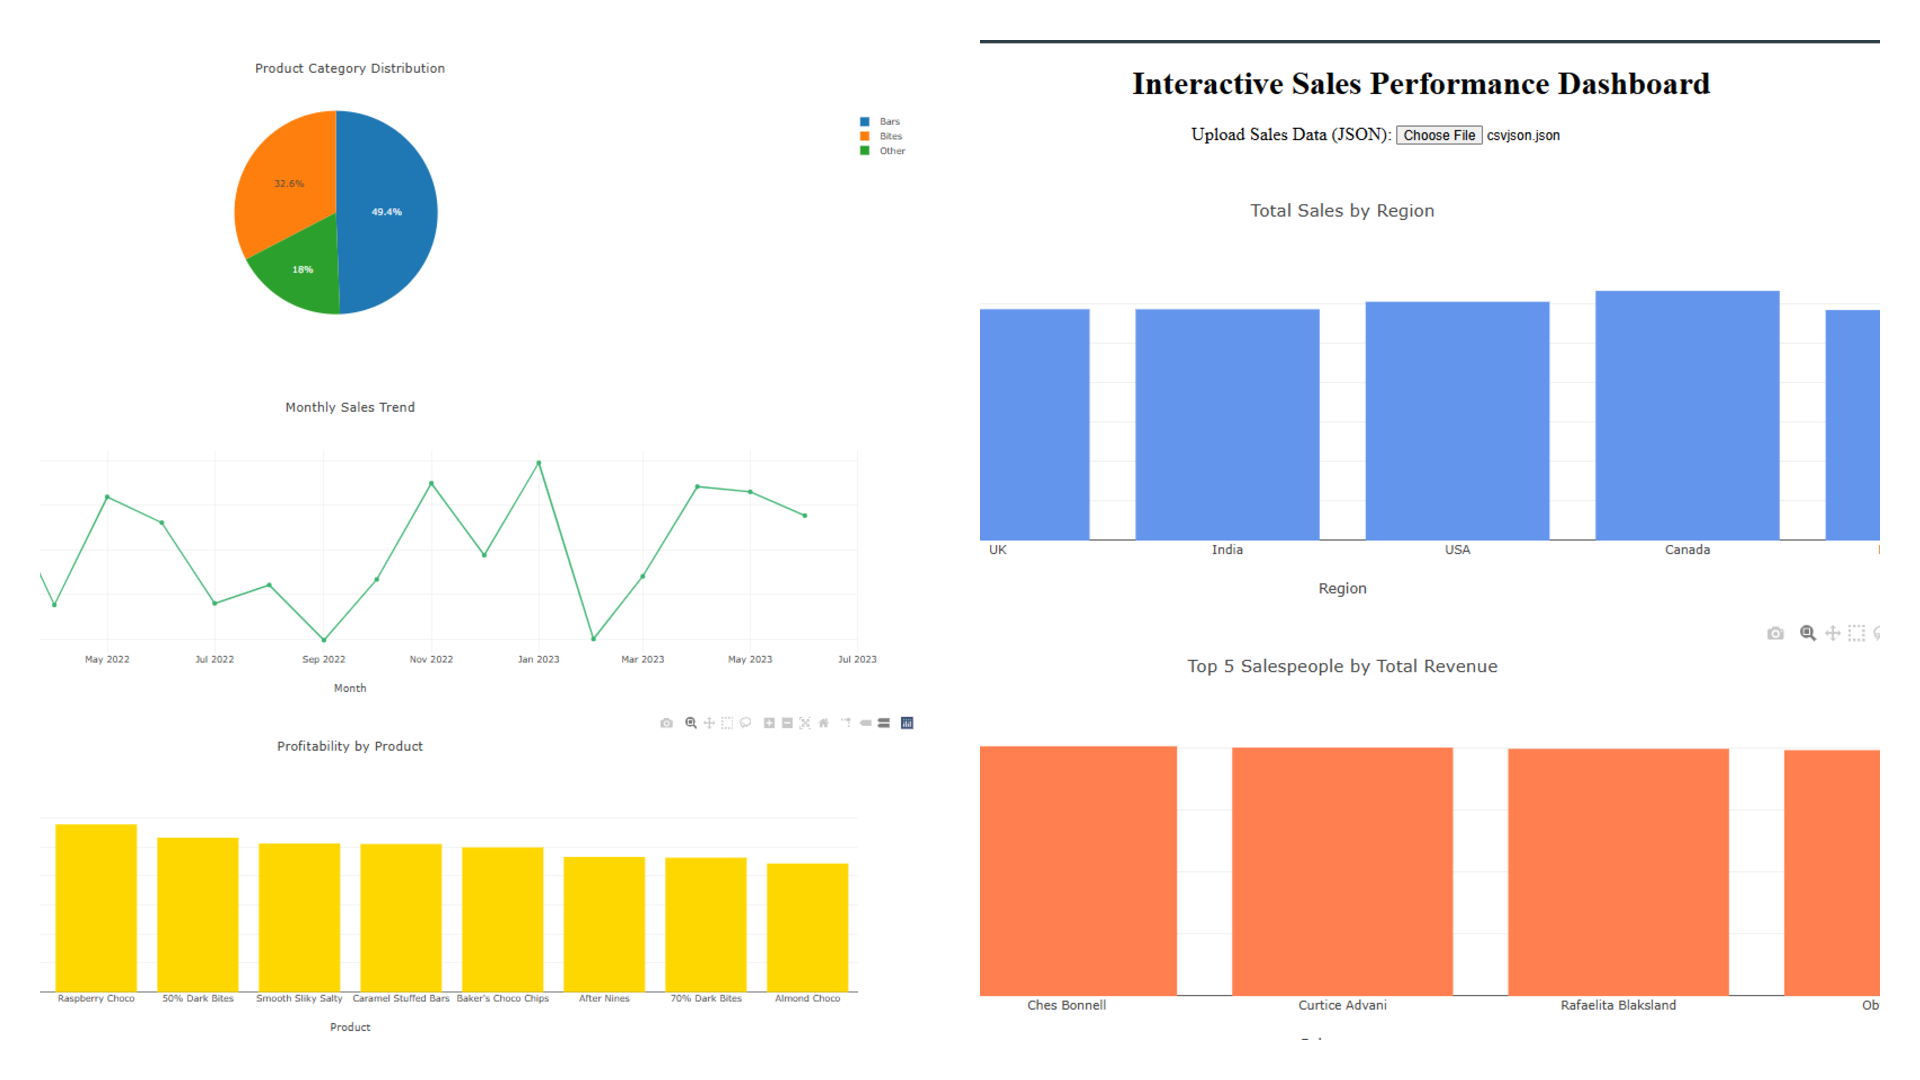 Product Category Distribution
Bars
Bites
Other
32.6%
49.4%
18%
Monthly Sales Trend
May 2022 Jul 2022 Sep 2022 Nov 2022 Jan 2023 Mar 2023 May 2023 Jul 2023
Month
Profitability by Product
Raspberry Choco 50% Dark Bites Smooth Sliky Salty Caramel Stuffed Bars Baker's Choco Chips After Nines 70% Dark Bites Almond Choco
Product
Interactive Sales Performance Dashboard
Upload Sales Data (JSON): Choose File csvjson.json
Total Sales by Region
UK India USA Canada
Region
Top 5 Salespeople by Total Revenue
Ches Bonnell Curtice Advani Rafaelita Blaksland